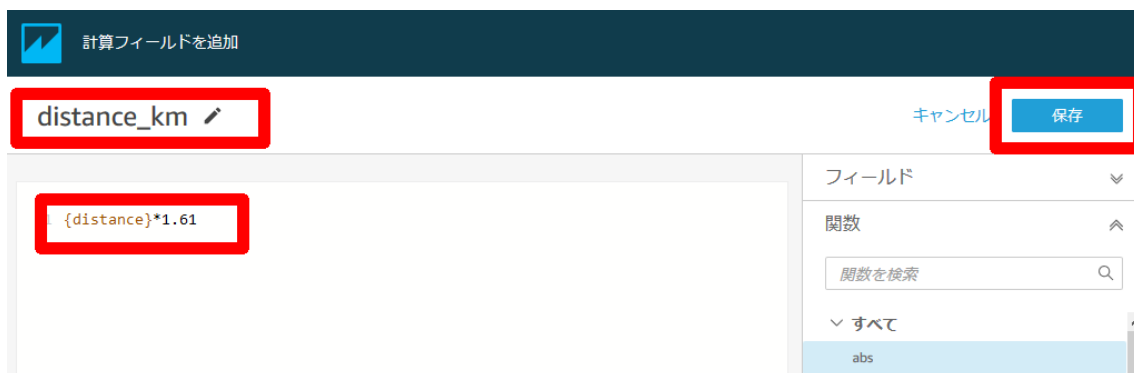 計算フィールドを追加
distance_km
キャンセル
保存
1 {distance}*1.61
フィールド
関数
関数を検索
すべて
abs